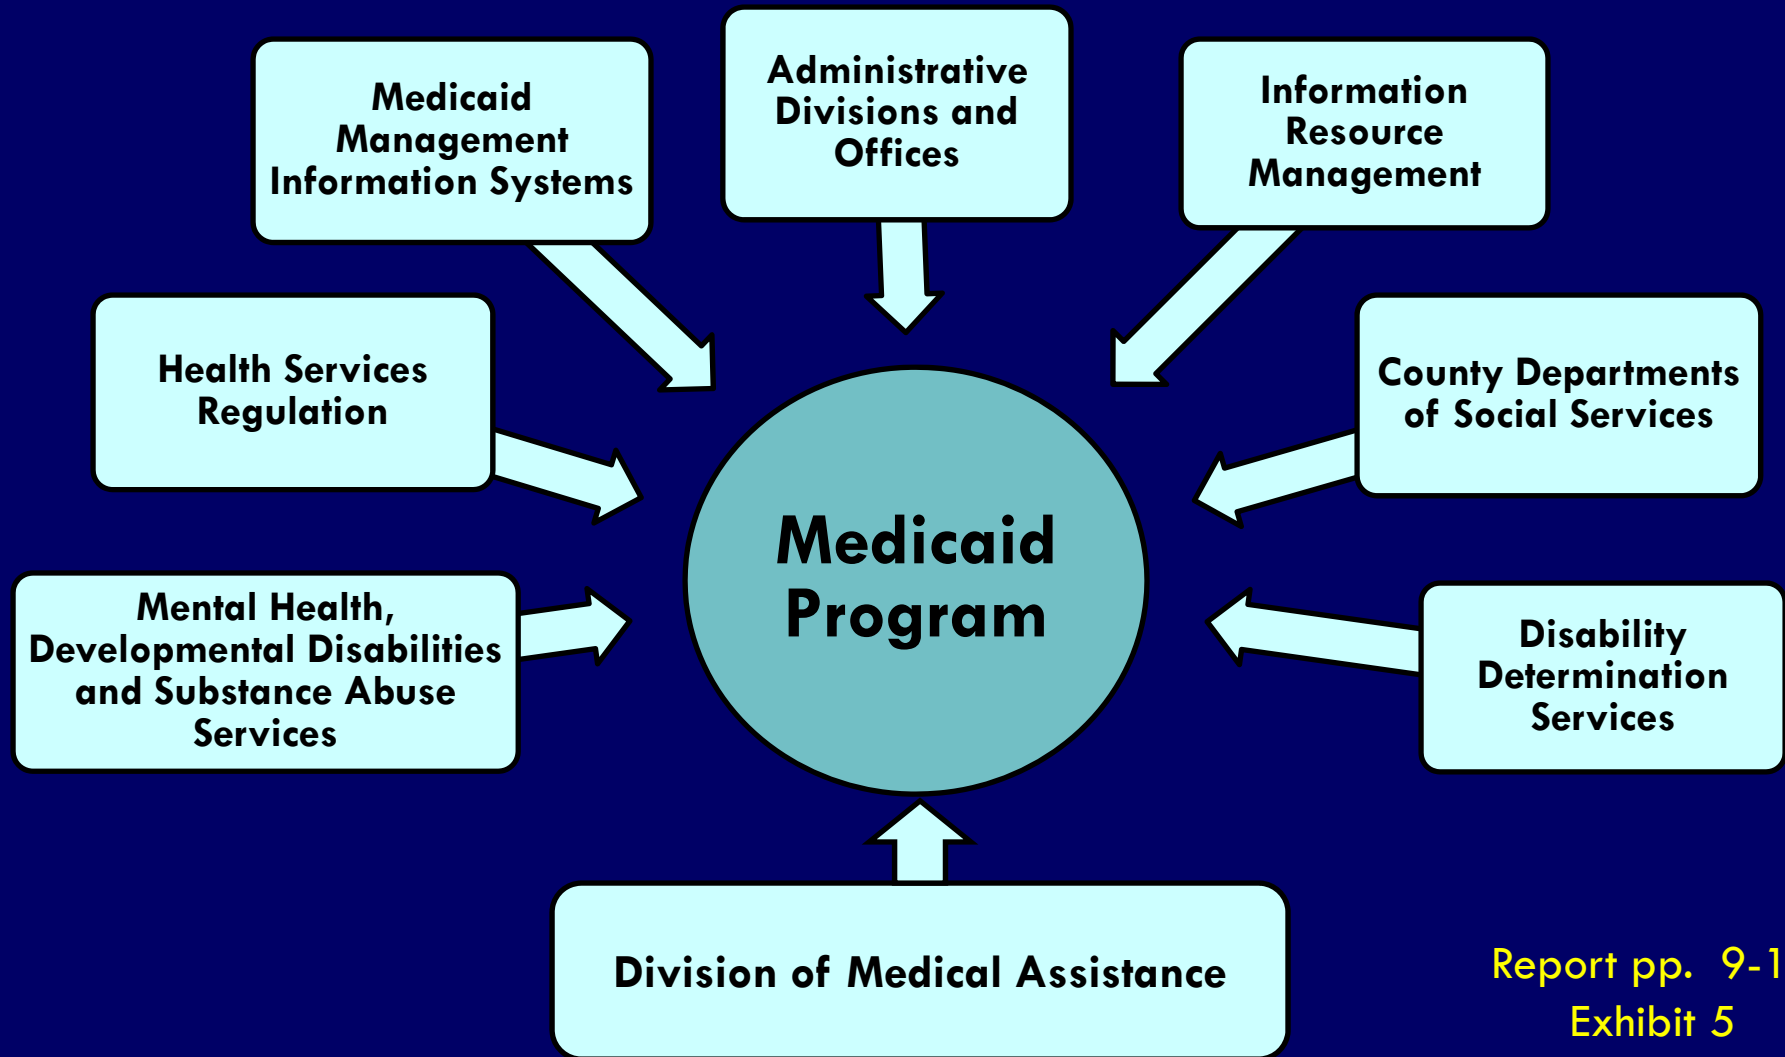 Medicaid
Management
Information Systems
Administrative
Divisions and
Offices
Information
Resource
Management
Health Services
Regulation
County Departments
of Social Services
Medicaid
Program
Mental Health,
Developmental Disabilities
and Substance Abuse
Services
Disability
Determination
Services
Division of Medical Assistance
Report pp. 9-1
Exhibit 5